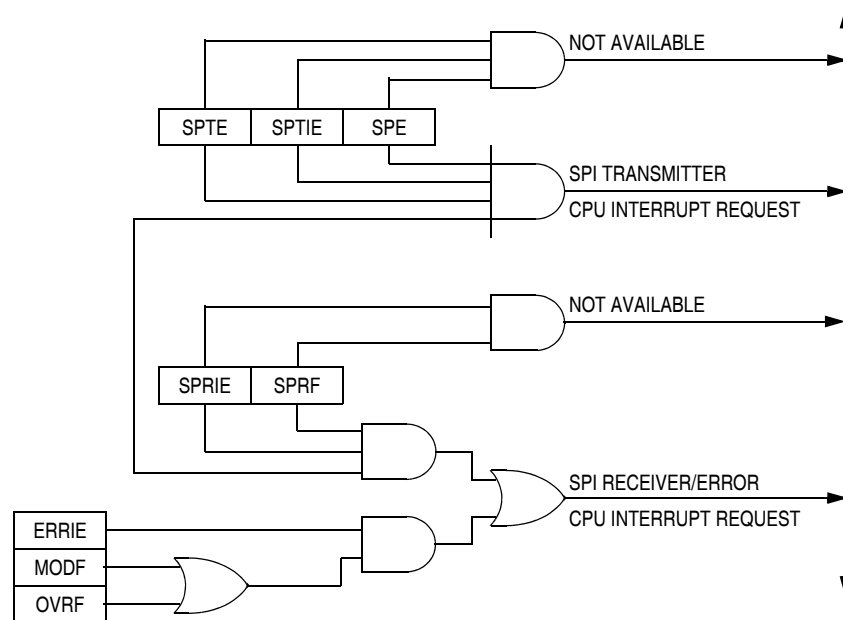 NOT AVAILABLE
SPTE SPTIE SPE
SPI TRANSMITTER
CPU INTERRUPT REQUEST
NOT AVAILABLE
SPRIE SPRF
SPI RECEIVER/ERROR
CPU INTERRUPT REQUEST
ERRIE
MODF
OVRF